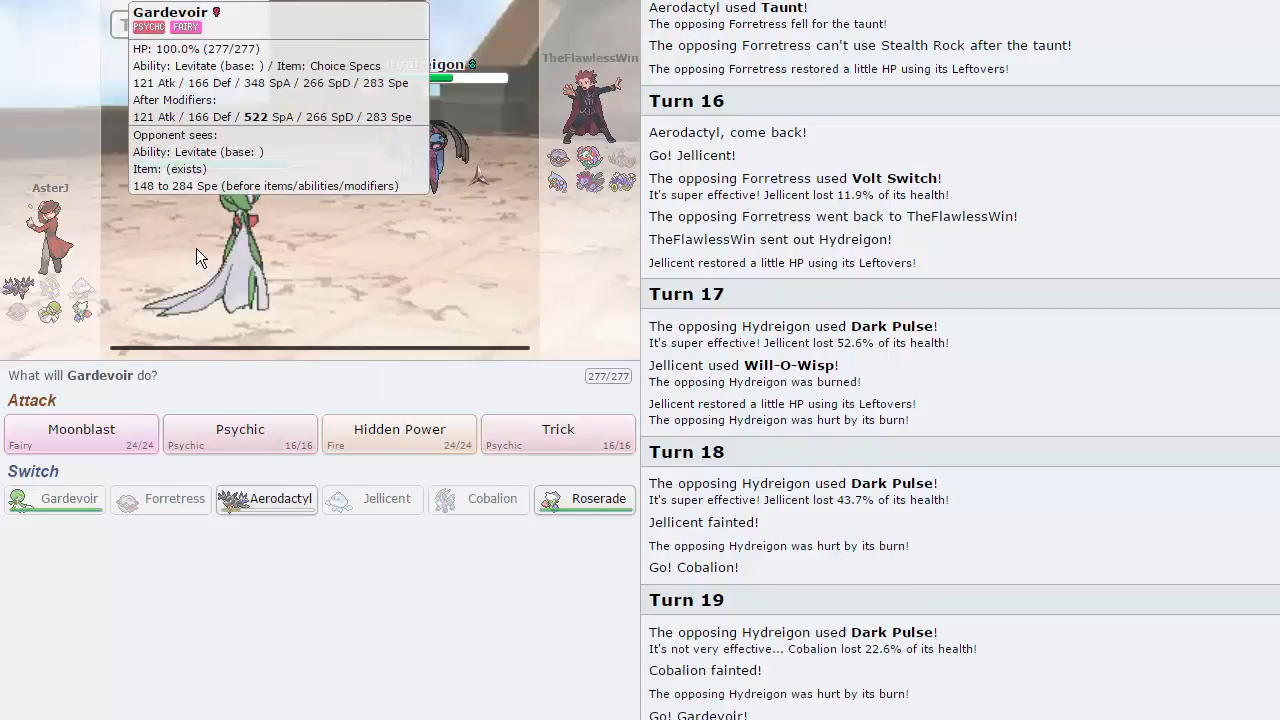 Gardevoir
PSYCHC FAIRY
HP: 100.0% (277/277)
Ability: Levitate (base: ) / Item: Choice Specs
121 Atk / 166 Def / 348 SpA / 266 SpD / 283 Spe
After Modifiers:
121 Atk / 166 Def / 522 SpA / 266 SpD / 283 Spe
Opponent sees:
Ability: Levitate (base: )
Item: (exists)
148 to 284 Spe (before items/abilities/modifiers)
TheFlawlessWin
AsterJ
What will Gardevoir do?
277/277
Attack
Moonblast
Fairy 24/24
Psychic
Psychic 16/16
Hidden Power
Fire 24/24
Trick
Psychic 16/16
Switch
Gardevoir
Forretress
Aerodactyl
Jellicent
Cobalion
Roserade
Aerodactyl used Taunt!
The opposing Forretress fell for the taunt!
The opposing Forretress can't use Stealth Rock after the taunt!
The opposing Forretress restored a little HP using its Leftovers!
Turn 16
Aerodactyl, come back!
Go! Jellicent!
The opposing Forretress used Volt Switch!
It's super effective! Jellicent lost 11.9% of its health!
The opposing Forretress went back to TheFlawlessWin!
TheFlawlessWin sent out Hydreigon!
Jellicent restored a little HP using its Leftovers!
Turn 17
The opposing Hydreigon used Dark Pulse!
It's super effective! Jellicent lost 52.6% of its health!
Jellicent used Will-O-Wisp!
The opposing Hydreigon was burned!
Jellicent restored a little HP using its Leftovers!
The opposing Hydreigon was hurt by its burn!
Turn 18
The opposing Hydreigon used Dark Pulse!
It's super effective! Jellicent lost 43.7% of its health!
Jellicent fainted!
The opposing Hydreigon was hurt by its burn!
Go! Cobalion!
Turn 19
The opposing Hydreigon used Dark Pulse!
It's not very effective... Cobalion lost 22.6% of its health!
Cobalion fainted!
The opposing Hydreigon was hurt by its burn!
Go! Gardevoir!